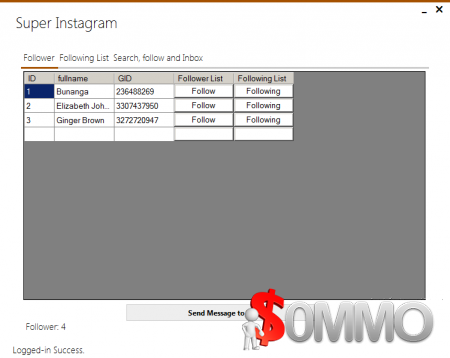 Super Instagram
Follower Following List Search, follow and Inbox
ID fullname GID Follower List Following List
1 Bunanga 236488269 Follow Following
2 Elizabeth Joh... 3307437950 Follow Following
3 Ginger Brown 3272720947 Follow Following
Send Message to
$OMMO
Follower: 4
Logged-in Success.